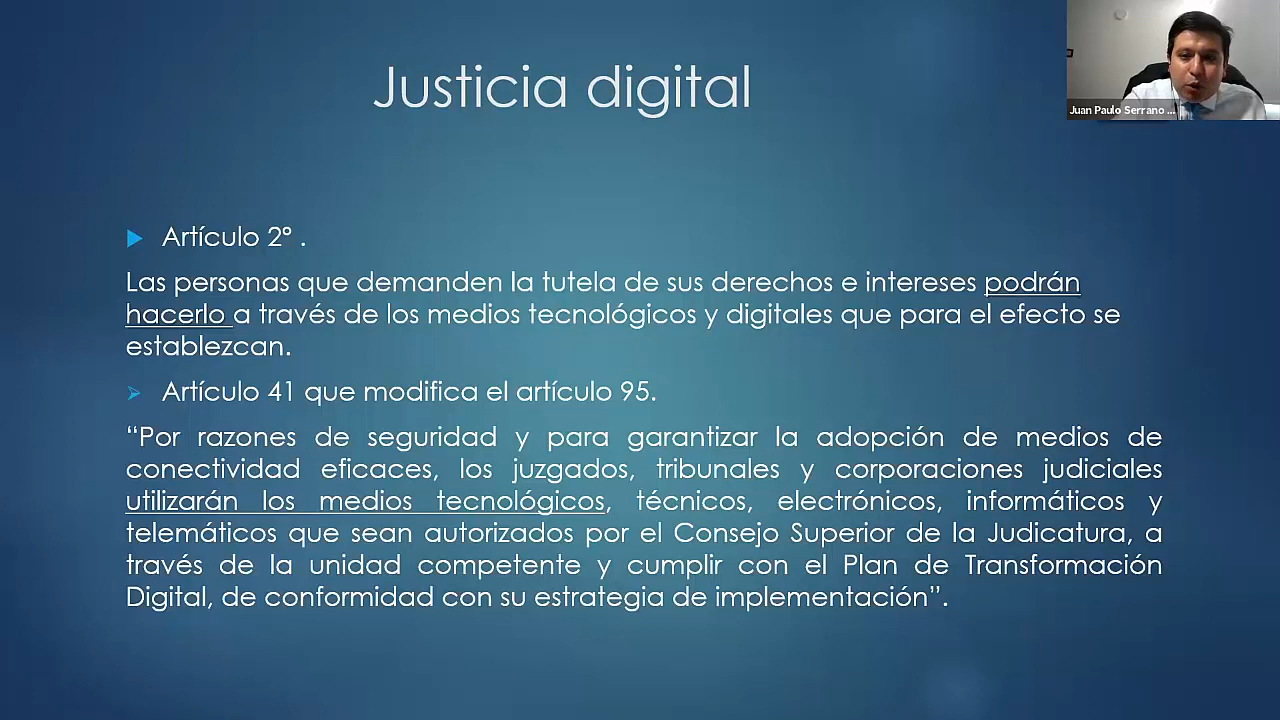 Justicia digital
Juan Paulo Serrano ...
Artículo 2° .
Las personas que demanden la tutela de sus derechos e intereses podrán
hacerlo a través de los medios tecnológicos y digitales que para el efecto se
establezcan.
Artículo 41 que modifica el artículo 95.
“Por razones de seguridad y para garantizar la adopción de medios de
conectividad eficaces, los juzgados, tribunales y corporaciones judiciales
utilizarán los medios tecnológicos, técnicos, electrónicos, informáticos y
telemáticos que sean autorizados por el Consejo Superior de la Judicatura, a
través de la unidad competente y cumplir con el Plan de Transformación
Digital, de conformidad con su estrategia de implementación”.